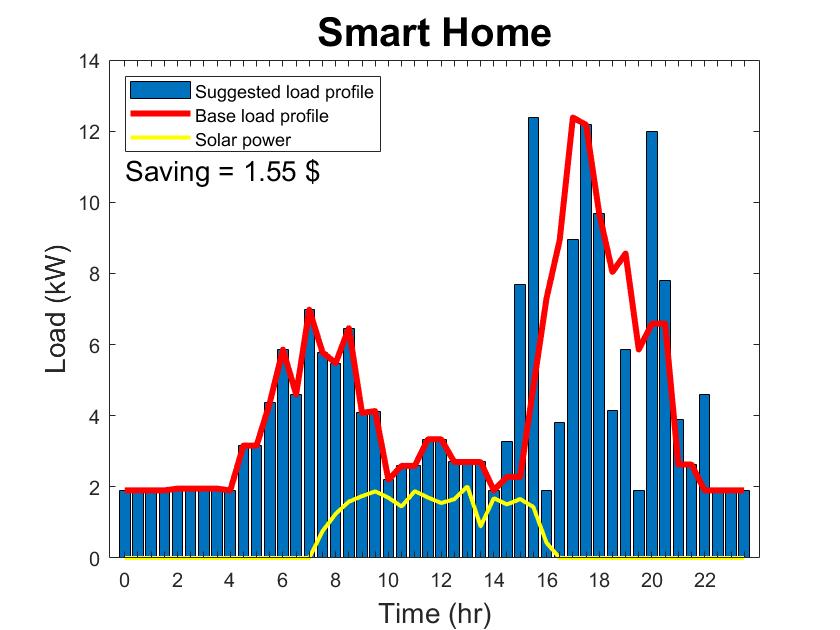 Smart Home
14
12
10
8
6
4
2
0
Suggested load profile
Base load profile
Solar power
Saving = 1.55 $
Load (kW)
0 2 4 6 8 10 12 14 16 18 20 22
Time (hr)